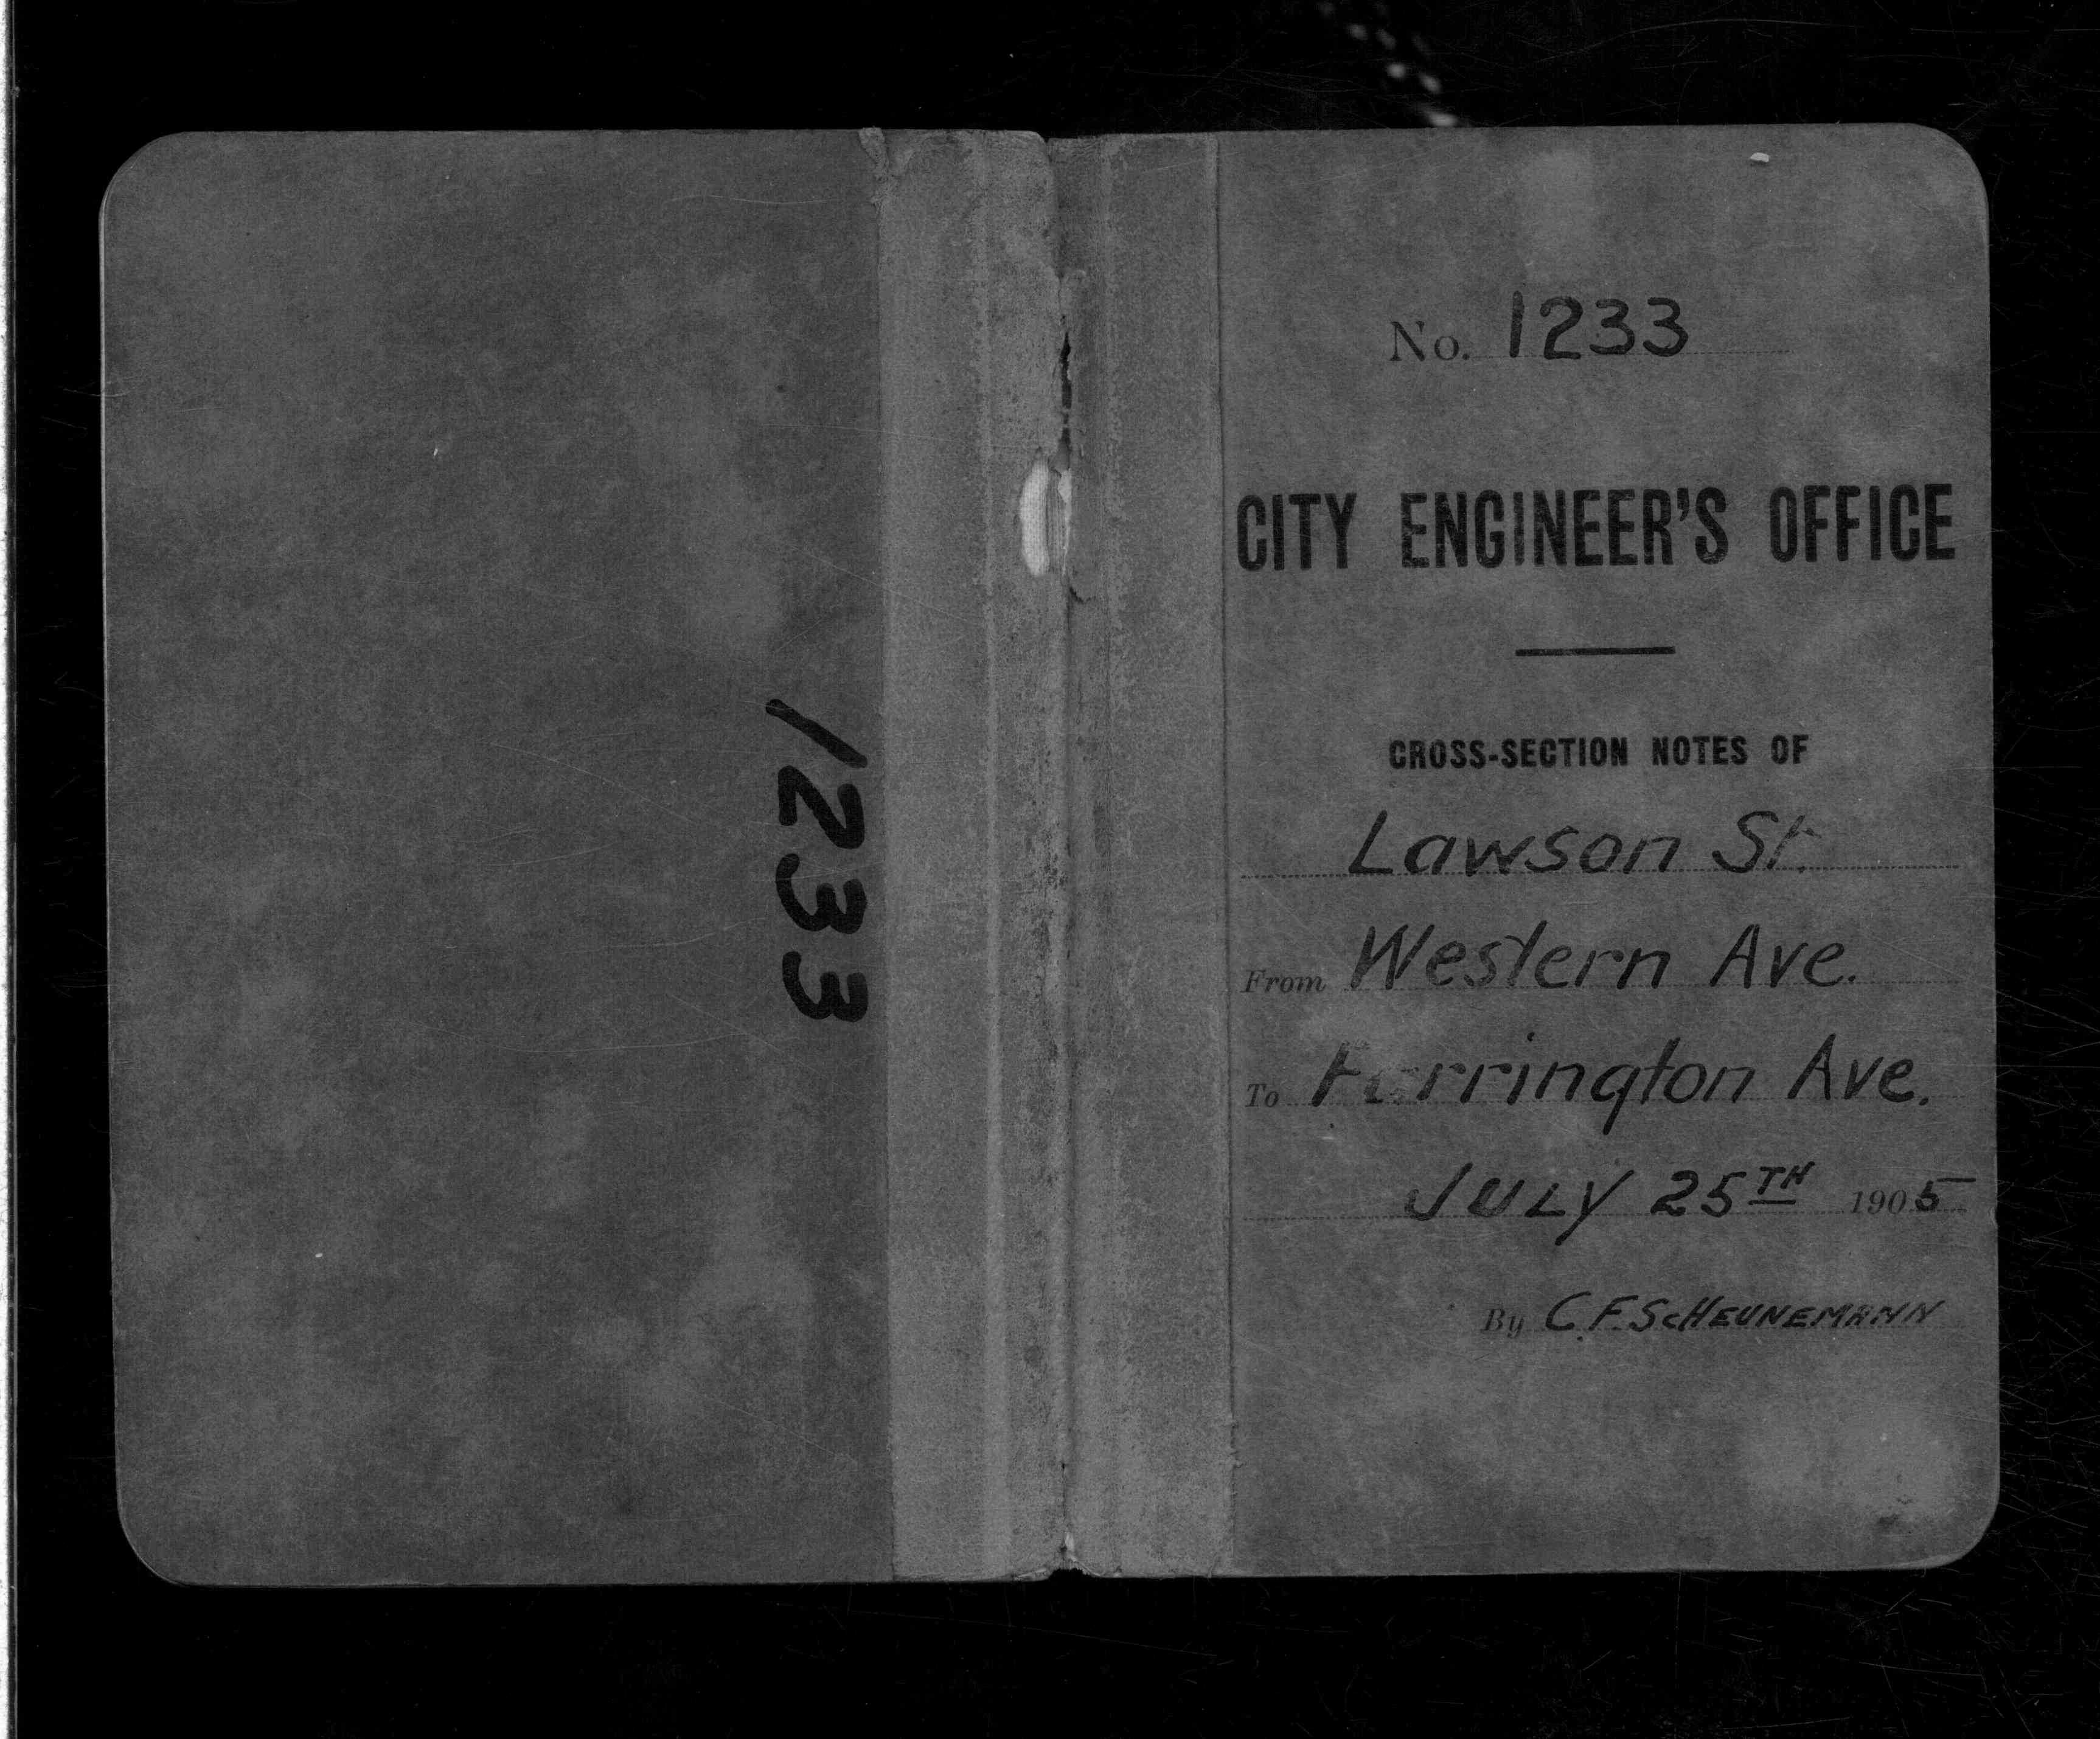 1233
No. 1233
CITY ENGINEER'S OFFICE
CROSS-SECTION NOTES OF
Lawson St.
From Western Ave.
To Farrington Ave.
JULY 25TH 1905
By C.F. SCHEUNEMANN